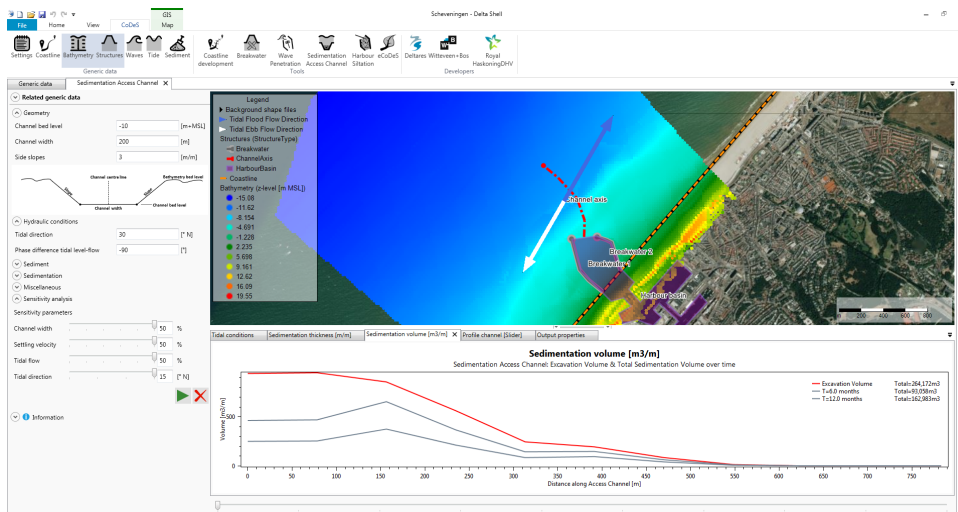 Scheveningen - Delta Shell
GIS
File Home View CoDeS Map
Settings Coastline Bathymetry Structures Waves Tide Sediment
Coastline development
Breakwater
Wave Penetration
Sedimentation Access Channel
Harbour Siltation
eCoDeS
Deltares
Witteveen+Bos
Royal HaskoningDHV
Generic data Tools Developers
Generic data Sedimentation Access Channel X
Related generic data
Geometry
Channel bed level -10 [m+MSL]
Channel width 200 [m]
Side slopes 3 [m/m]
Channel centre line Bathymetry bed level
Slope Slope
Channel width Channel bed level
Hydraulic conditions
Tidal direction 30 [° N]
Phase difference tidal level-flow -90 [°]
Sediment
Sedimentation
Miscellaneous
Sensitivity analysis
Sensitivity parameters
Channel width 50 %
Settling velocity 50 %
Tidal flow 50 %
Tidal direction 15 [° N]
Information
Legend
Background shape files
Tidal Flood Flow Direction
Tidal Ebb Flow Direction
Structures (StructureType)
Breakwater
ChannelAxis
HarbourBasin
Coastline
Bathymetry (z-level [m MSL])
-15.08
-11.62
-8.154
-4.691
-1.228
2.235
5.698
9.161
12.62
16.09
19.55
Channel axis
Breakwater 2
Breakwater 1
Harbour basin
0 200 400 600 800
Tidal conditions Sedimentation thickness [m/m] Sedimentation volume [m3/m] X Profile channel [Slider] Output properties
Sedimentation volume [m3/m]
Sedimentation Access Channel: Excavation Volume & Total Sedimentation Volume over time
Excavation Volume Total=264,172m3
T=6.0 months Total=93,058m3
T=12.0 months Total=162,983m3
Volume [m3/m]
500
0
0 50 100 150 200 250 300 350 400 450 500 550 600 650 700 750
Distance along Access Channel [m]